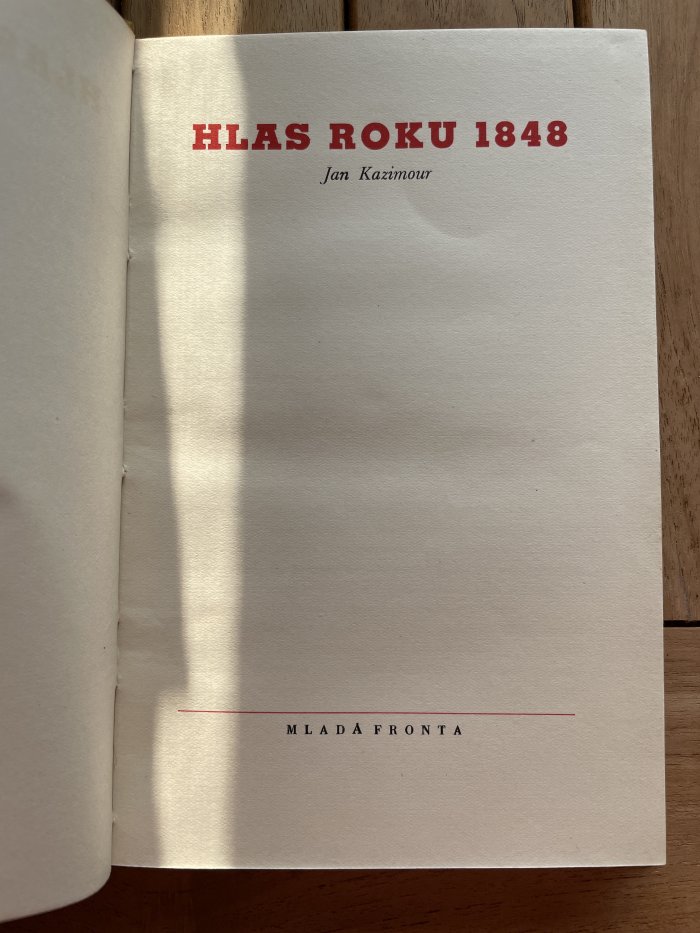 HLAS ROKU 1848
Jan Kazimour
MLADÁ FRONTA